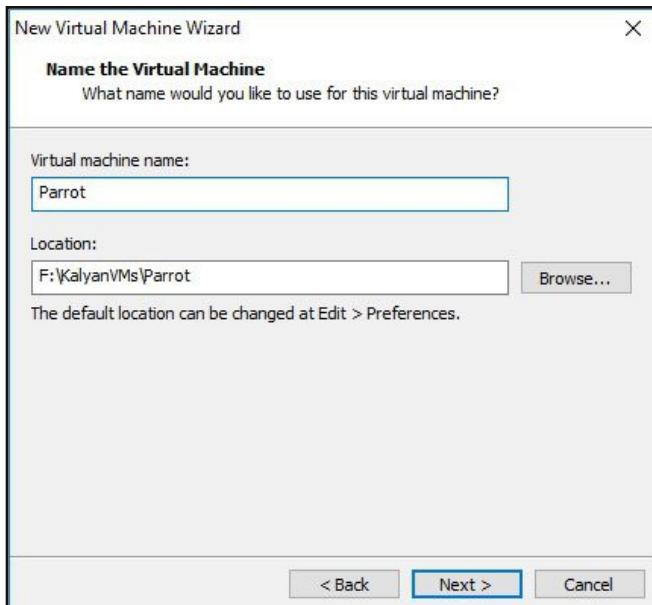 New Virtual Machine Wizard
Name the Virtual Machine
What name would you like to use for this virtual machine?
Virtual machine name:
Parrot
Location:
F:\KalyanVMs\Parrot
Browse...
The default location can be changed at Edit > Preferences.
< Back
Next >
Cancel